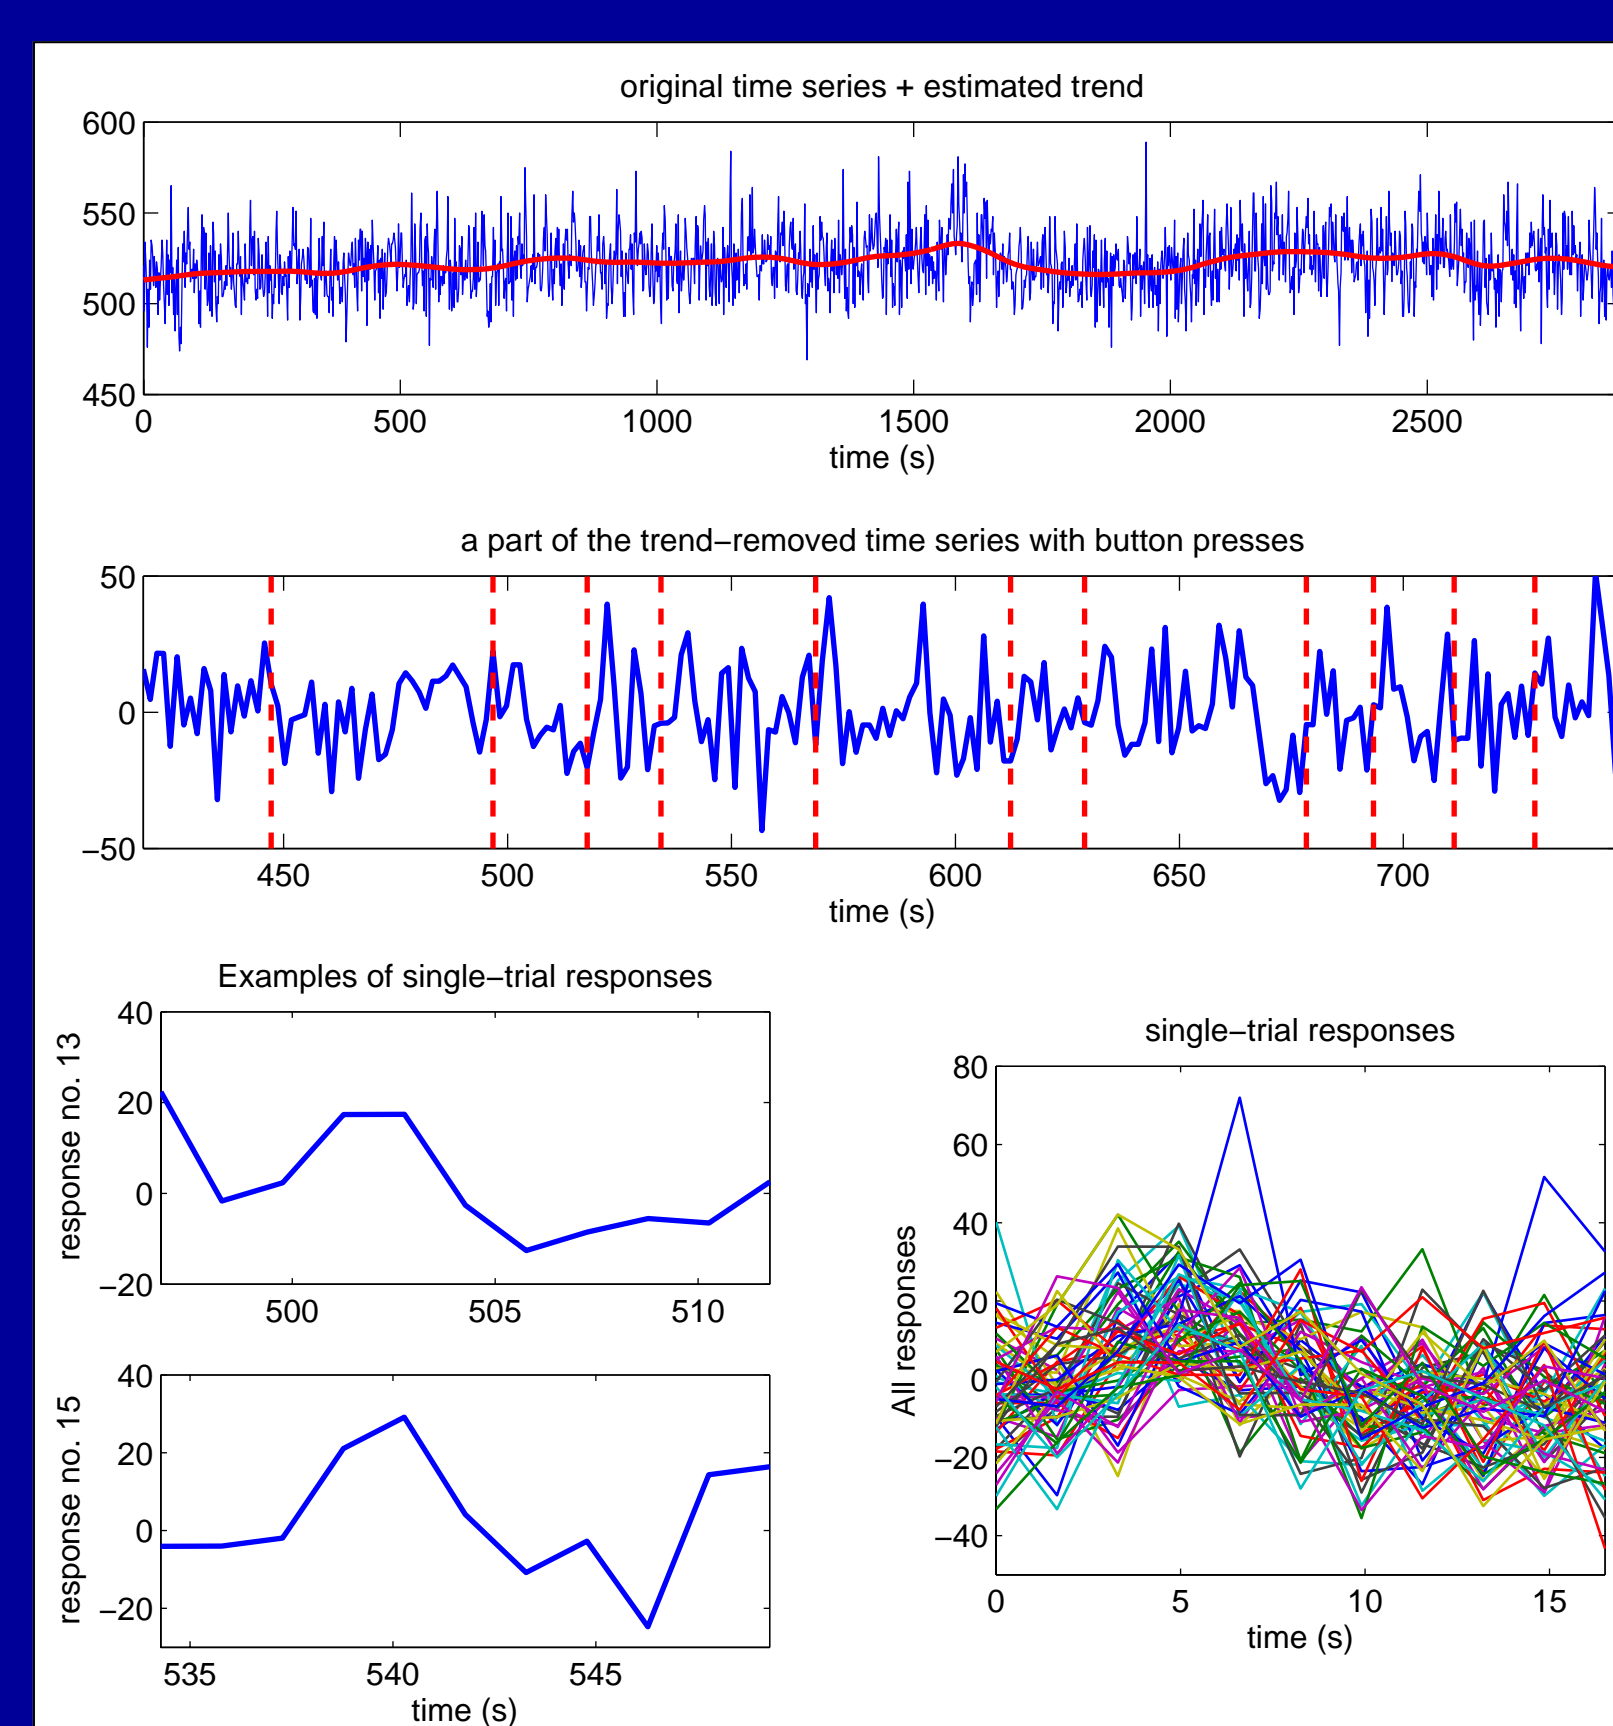 original time series + estimated trend
600
550
500
450
0 500 1000 1500 2000 2500
time (s)
a part of the trend−removed time series with button presses
50
0
−50
450 500 550 600 650 700
time (s)
Examples of single−trial responses
response no. 13
40
20
0
−20
500 505 510
response no. 15
40
20
0
−20
535 540 545
time (s)
single−trial responses
All responses
80
60
40
20
0
−20
−40
0 5 10 15
time (s)